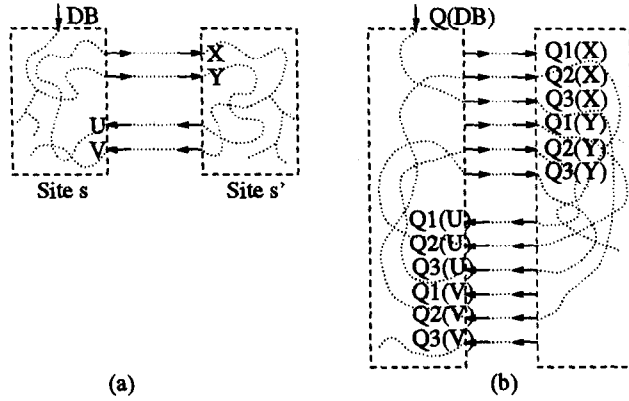 DB
X
Y
U
V
Site s
Site s'
(a)
Q(DB)
Q1(X)
Q2(X)
Q3(X)
Q1(Y)
Q2(Y)
Q3(Y)
Q1(U)
Q2(U)
Q3(U)
Q1(V)
Q2(V)
Q3(V)
(b)